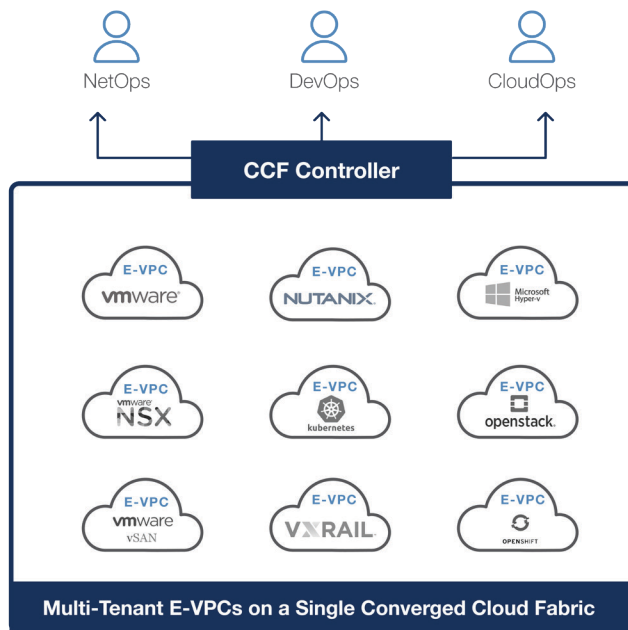 NetOps DevOps CloudOps
CCF Controller
E-VPC E-VPC E-VPC
vmware® NUTANIX. Microsoft
Hyper-v
E-VPC E-VPC E-VPC
vmware®
NSX kubernetes openstack.
E-VPC E-VPC E-VPC
vmware VXRAIL
vSAN OPENSHIFT
Multi-Tenant E-VPCs on a Single Converged Cloud Fabric